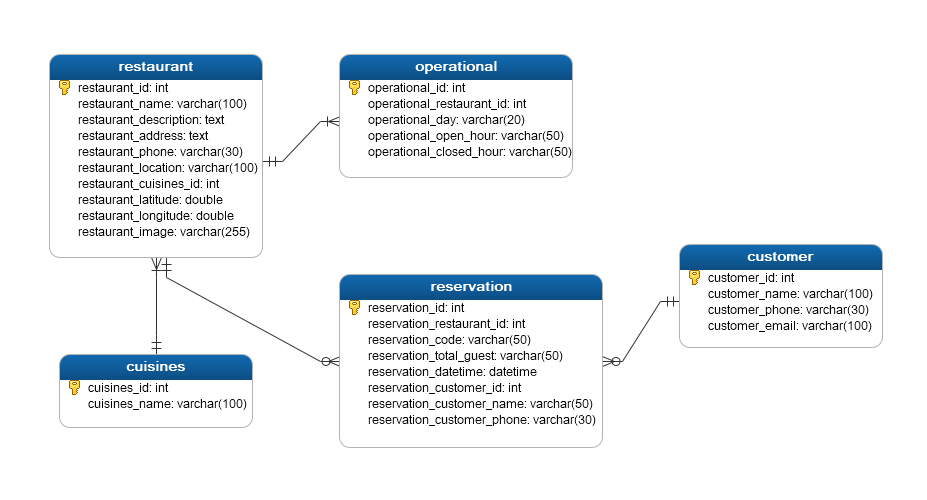 restaurant
restaurant_id: int
restaurant_name: varchar(100)
restaurant_description: text
restaurant_address: text
restaurant_phone: varchar(30)
restaurant_location: varchar(100)
restaurant_cuisines_id: int
restaurant_latitude: double
restaurant_longitude: double
restaurant_image: varchar(255)
operational
operational_id: int
operational_restaurant_id: int
operational_day: varchar(20)
operational_open_hour: varchar(50)
operational_closed_hour: varchar(50)
customer
customer_id: int
customer_name: varchar(100)
customer_phone: varchar(30)
customer_email: varchar(100)
reservation
reservation_id: int
reservation_restaurant_id: int
reservation_code: varchar(50)
reservation_total_guest: varchar(50)
reservation_datetime: datetime
reservation_customer_id: int
reservation_customer_name: varchar(50)
reservation_customer_phone: varchar(30)
cuisines
cuisines_id: int
cuisines_name: varchar(100)